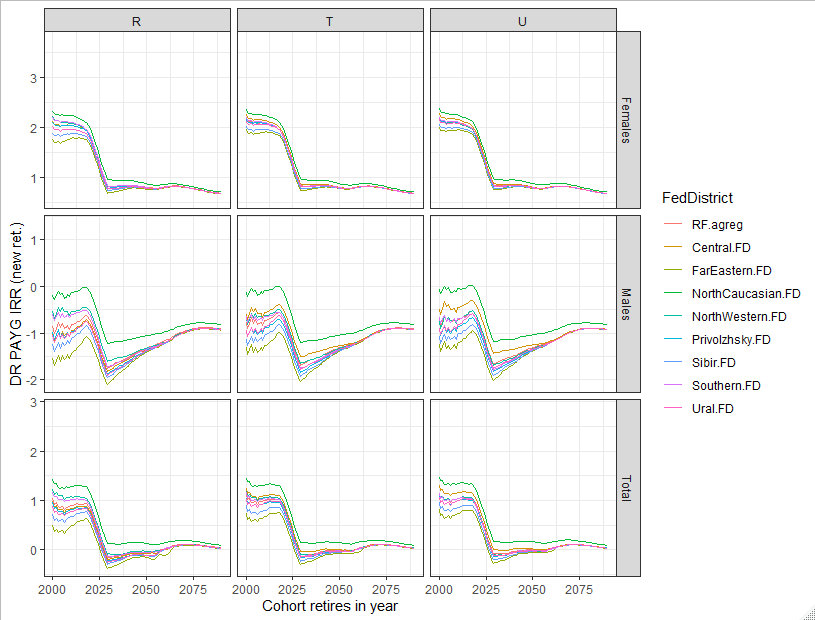 R T U
3
2
1
Females
1
0
-1
-2
Males
3
2
1
0
Total
DR PAYG IRR (new ret.)
2000 2025 2050 2075 2000 2025 2050 2075 2000 2025 2050 2075
Cohort retires in year
FedDistrict
RF.agreg
Central.FD
FarEastern.FD
NorthCaucasian.FD
NorthWestern.FD
Privolzhsky.FD
Sibir.FD
Southern.FD
Ural.FD